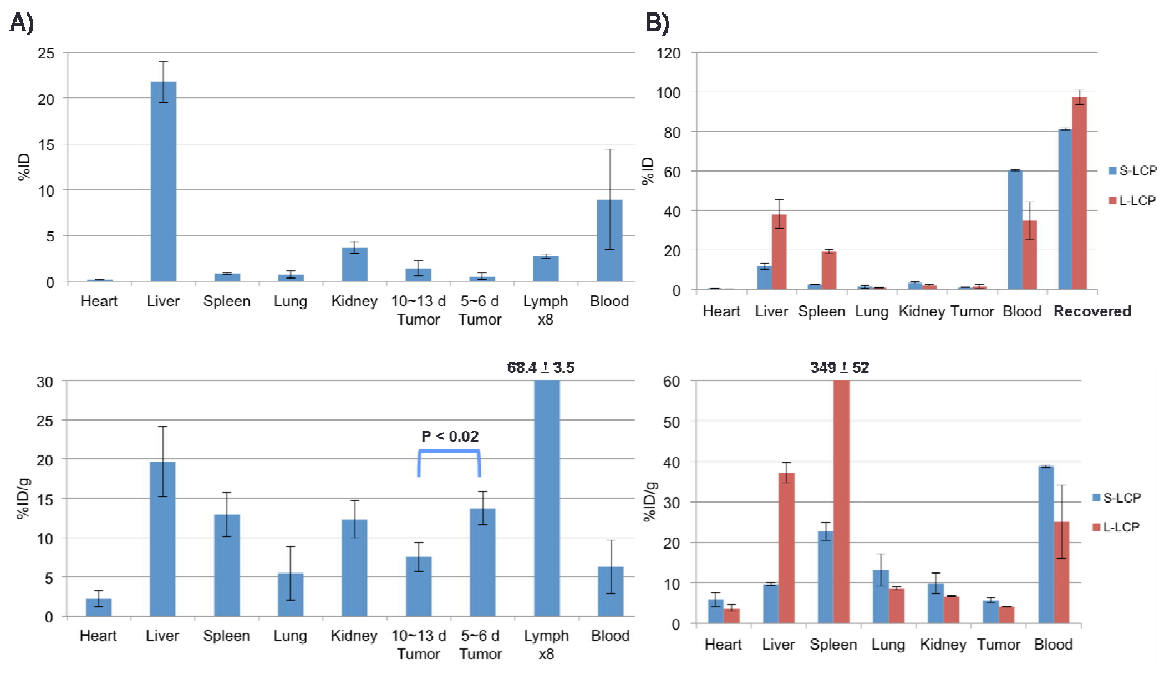 A)
25
20
15
10
5
0
%ID
Heart Liver Spleen Lung Kidney 10~13 d 5~6 d Lymph Blood
Tumor Tumor x8
B)
120
100
80
60
40
20
0
%ID
Heart Liver Spleen Lung Kidney Tumor Blood Recovered
S-LCP
L-LCP
68.4 ± 3.5
30
25
20
15
10
5
0
%ID/g
P < 0.02
Heart Liver Spleen Lung Kidney 10~13 d 5~6 d Lymph Blood
Tumor Tumor x8
349 ± 52
60
50
40
30
20
10
0
%ID/g
Heart Liver Spleen Lung Kidney Tumor Blood
S-LCP
L-LCP